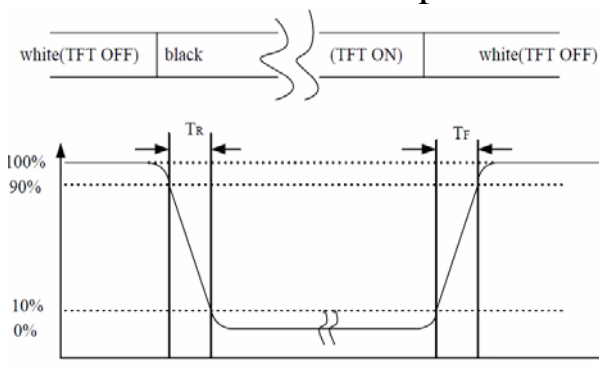 white(TFT OFF) black (TFT ON) white(TFT OFF)
TR TF
100%
90%
10%
0%